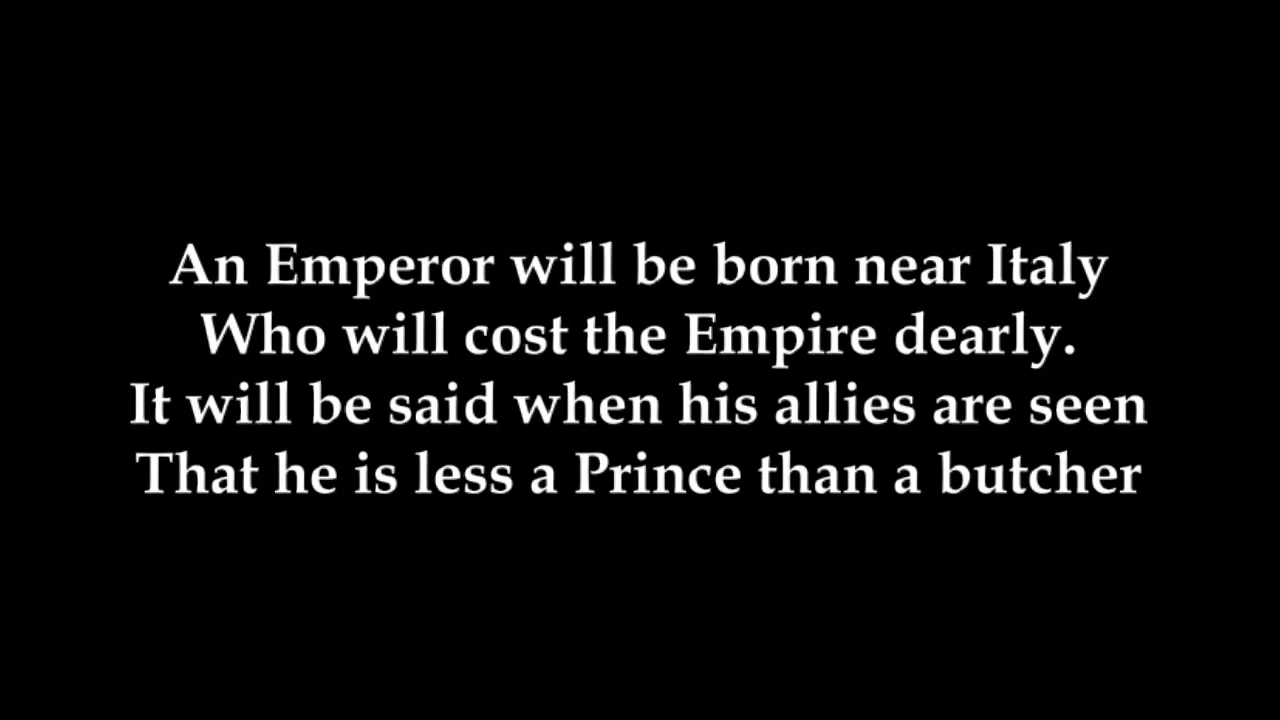 An Emperor will be born near Italy
Who will cost the Empire dearly.
It will be said when his allies are seen
That he is less a Prince than a butcher